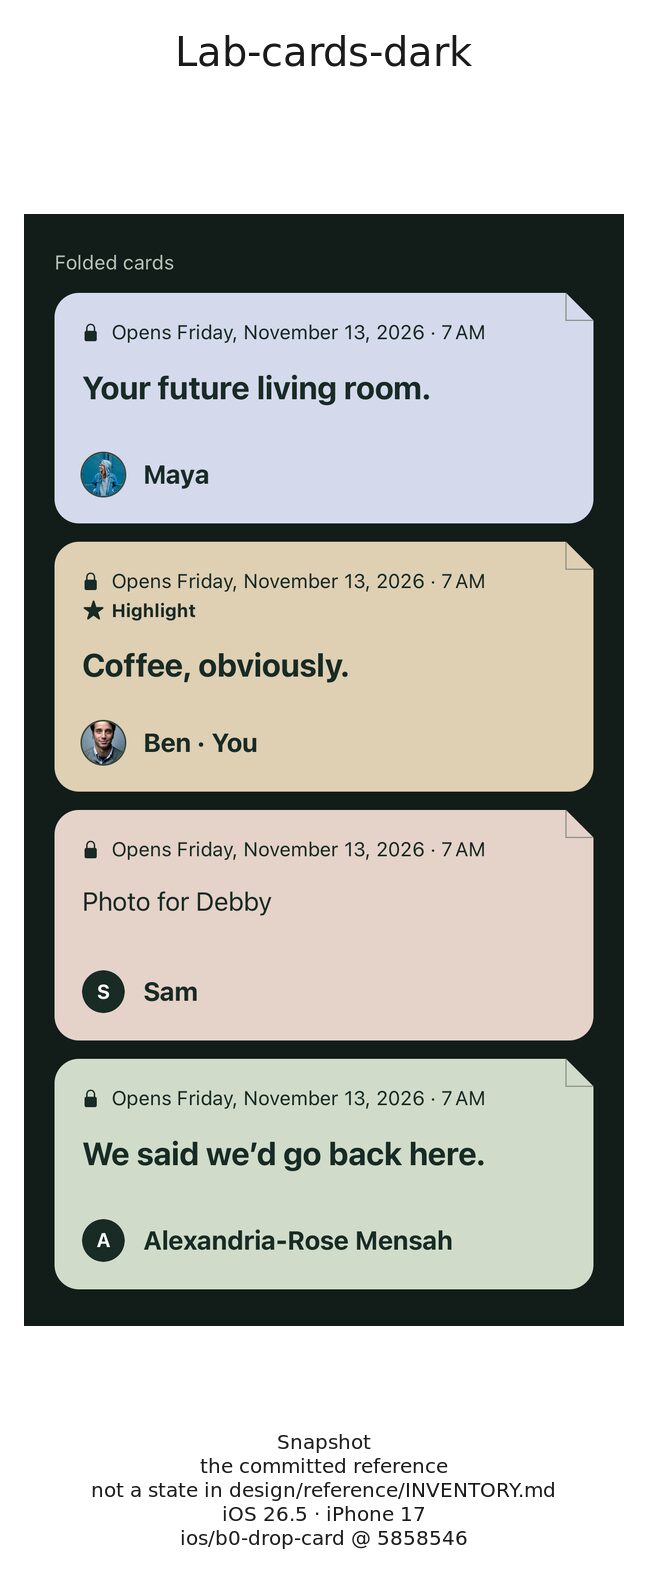 Lab-cards-dark
Folded cards
Opens Friday, November 13, 2026 · 7 AM
Your future living room.
Maya
Opens Friday, November 13, 2026 · 7 AM
Highlight
Coffee, obviously.
Ben · You
Opens Friday, November 13, 2026 · 7 AM
Photo for Debby
S Sam
Opens Friday, November 13, 2026 · 7 AM
We said we’d go back here.
A Alexandria-Rose Mensah
Snapshot
the committed reference
not a state in design/reference/INVENTORY.md
iOS 26.5 · iPhone 17
ios/b0-drop-card @ 5858546